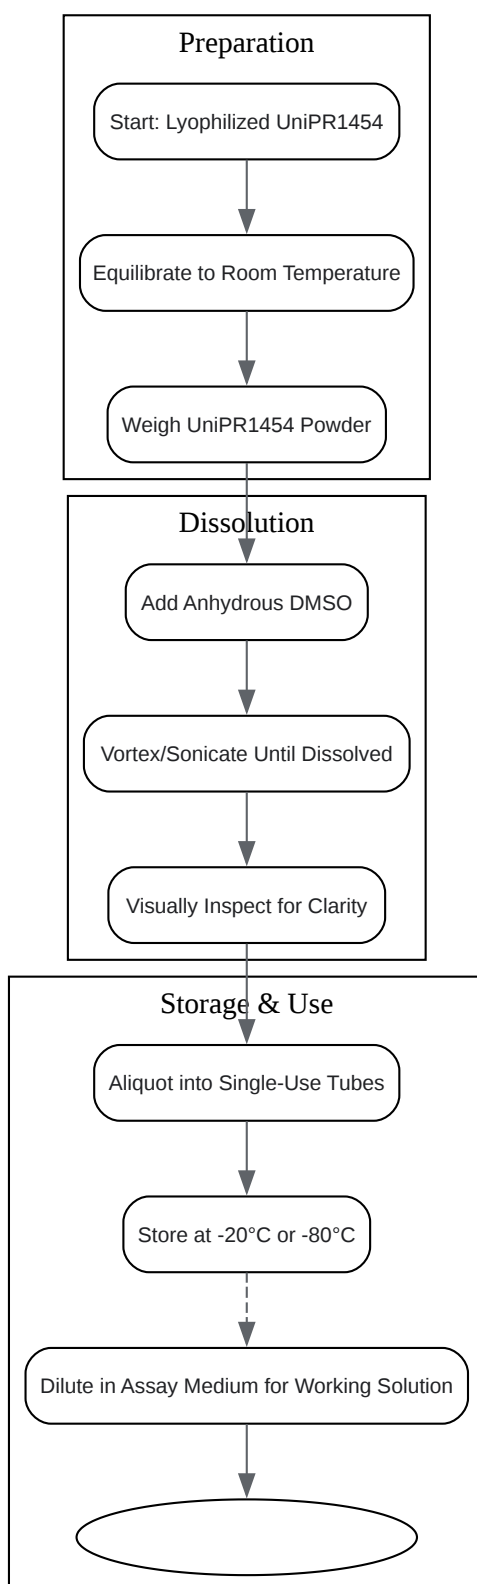 Preparation
Start: Lyophilized UniPR1454
Equilibrate to Room Temperature
Weigh UniPR1454 Powder
Dissolution
Add Anhydrous DMSO
Vortex/Sonicate Until Dissolved
Visually Inspect for Clarity
Storage & Use
Aliquot into Single-Use Tubes
Store at -20°C or -80°C
Dilute in Assay Medium for Working Solution